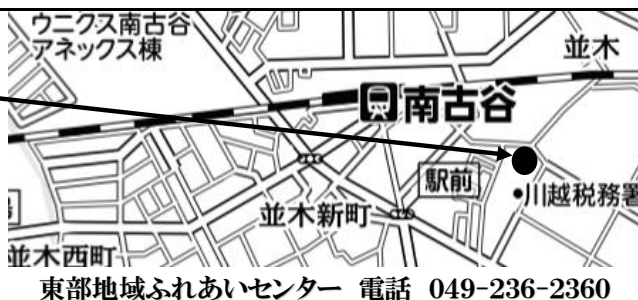 ウニクス南古谷
アネックス棟
並木
南古谷
駅前
川越税務署
並木新町
並木西町
東部地域ふれあいセンター 電話 049-236-2360